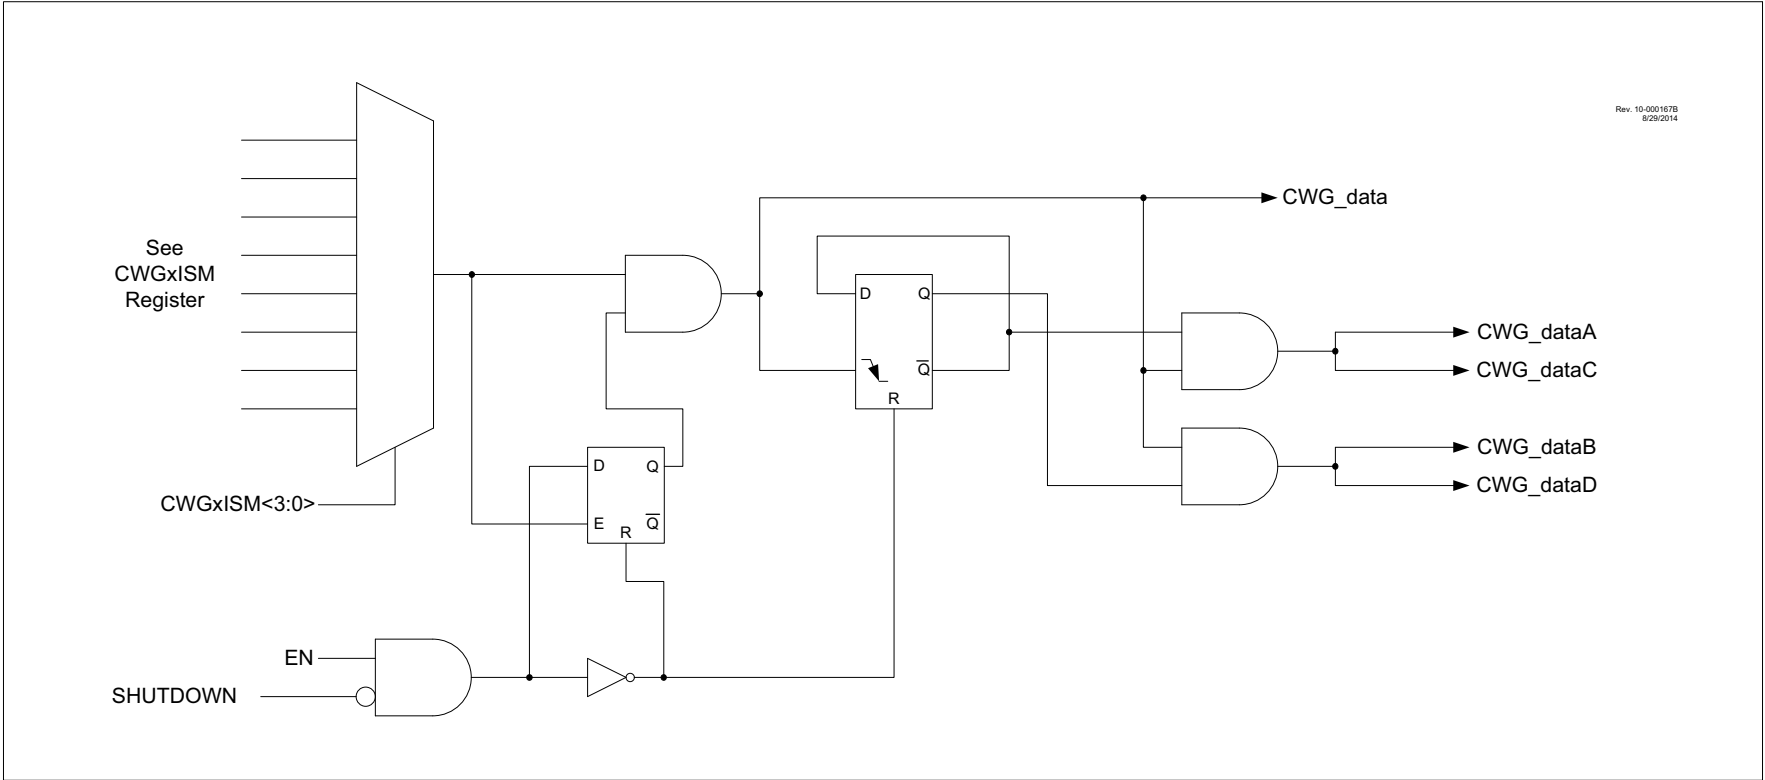 Rev. 10-000167B
8/29/2014
CWG_data
See
CWGxISM
Register
D
Q
Q
R
CWG_dataA
CWG_dataC
CWG_dataB
CWG_dataD
D
Q
E
Q
R
CWGxISM<3:0>
EN
SHUTDOWN